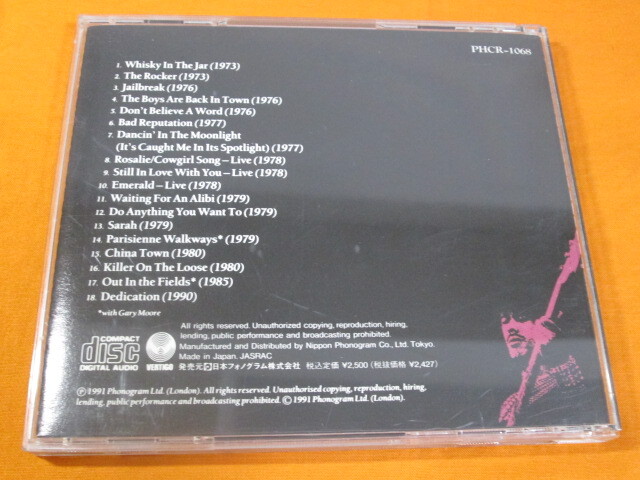 PHCR-1068
1. Whisky In The Jar (1973)
2. The Rocker (1973)
3. Jailbreak (1976)
4. The Boys Are Back In Town (1976)
5. Don't Believe A Word (1976)
6. Bad Reputation (1977)
7. Dancin' In The Moonlight
(It's Caught Me In Its Spotlight) (1977)
8. Rosalie/Cowgirl Song – Live (1978)
9. Still In Love With You – Live (1978)
10. Emerald – Live (1978)
11. Waiting For An Alibi (1979)
12. Do Anything You Want To (1979)
13. Sarah (1979)
14. Parisienne Walkways* (1979)
15. China Town (1980)
16. Killer On The Loose (1980)
17. Out In the Fields* (1985)
18. Dedication (1990)
*with Gary Moore
COMPACT
disc
DIGITAL AUDIO
VERTIGO
All rights reserved. Unauthorized copying, reproduction, hiring,
lending, public performance and broadcasting prohibited.
Manufactured and Distributed by Nippon Phonogram Co., Ltd. Tokyo.
Made in Japan. JASRAC
発売元 日本フォノグラム株式会社 税込定価 ¥2,500 (税抜価格 ¥2,427)
Ⓟ 1991 Phonogram Ltd. (London). All rights reserved. Unauthorised copying, reproduction, hiring,
lending, public performance and broadcasting prohibited. © 1991 Phonogram Ltd. (London).